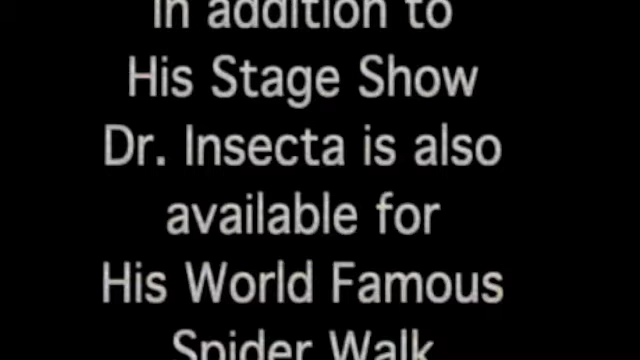 In addition to
His Stage Show
Dr. Insecta is also
available for
His World Famous
Spider Walk